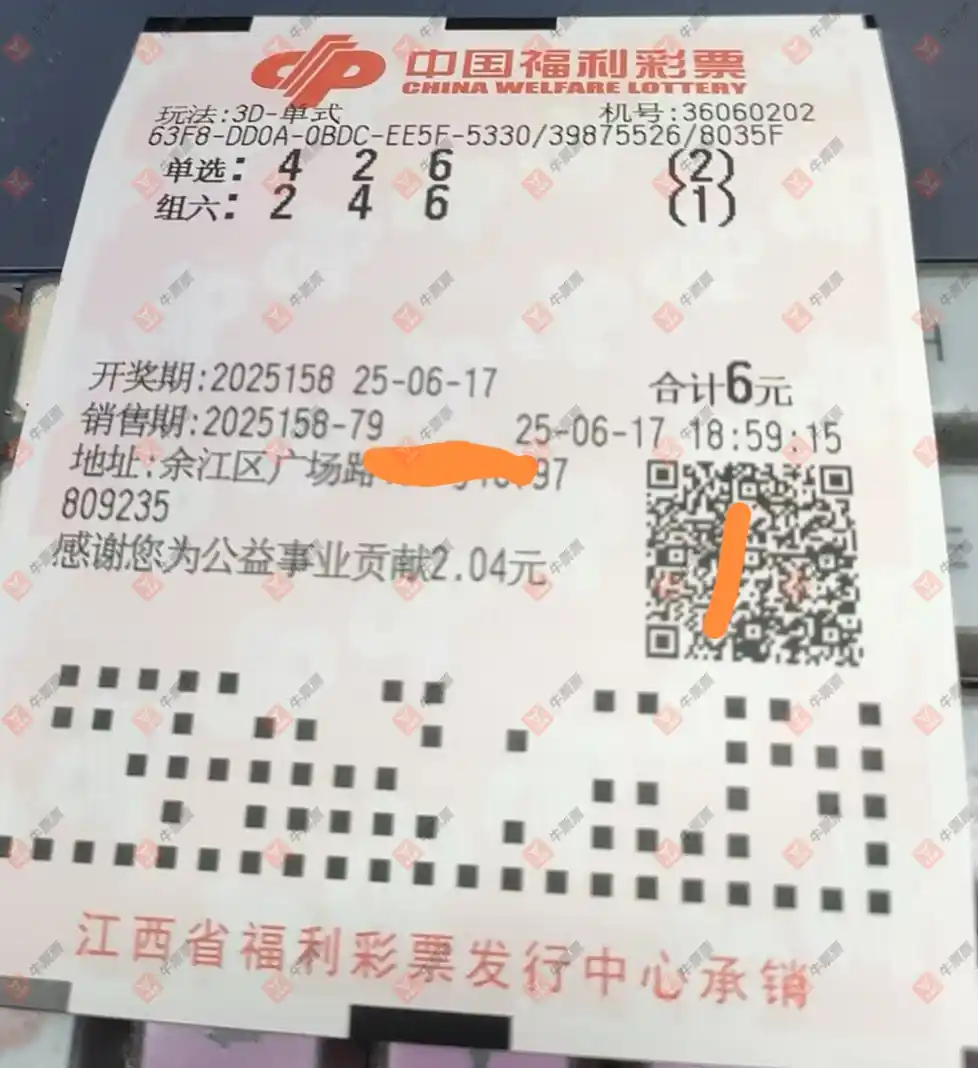 中国福利彩票
CHINA WELFARE LOTTERY
玩法:3D-单式 机号:36060202
63F8-DD0A-0BDC-EE5F-5330/39875526/8035F
单选: 4 2 6 (2)
组六: 2 4 6 (1)
开奖期:2025158 25-06-17 合计6元
销售期:2025158-79 25-06-17 18:59:15
地址:余江区广场路 97
809235
感谢您为公益事业贡献2.04元
江西省福利彩票发行中心承销
牛票票